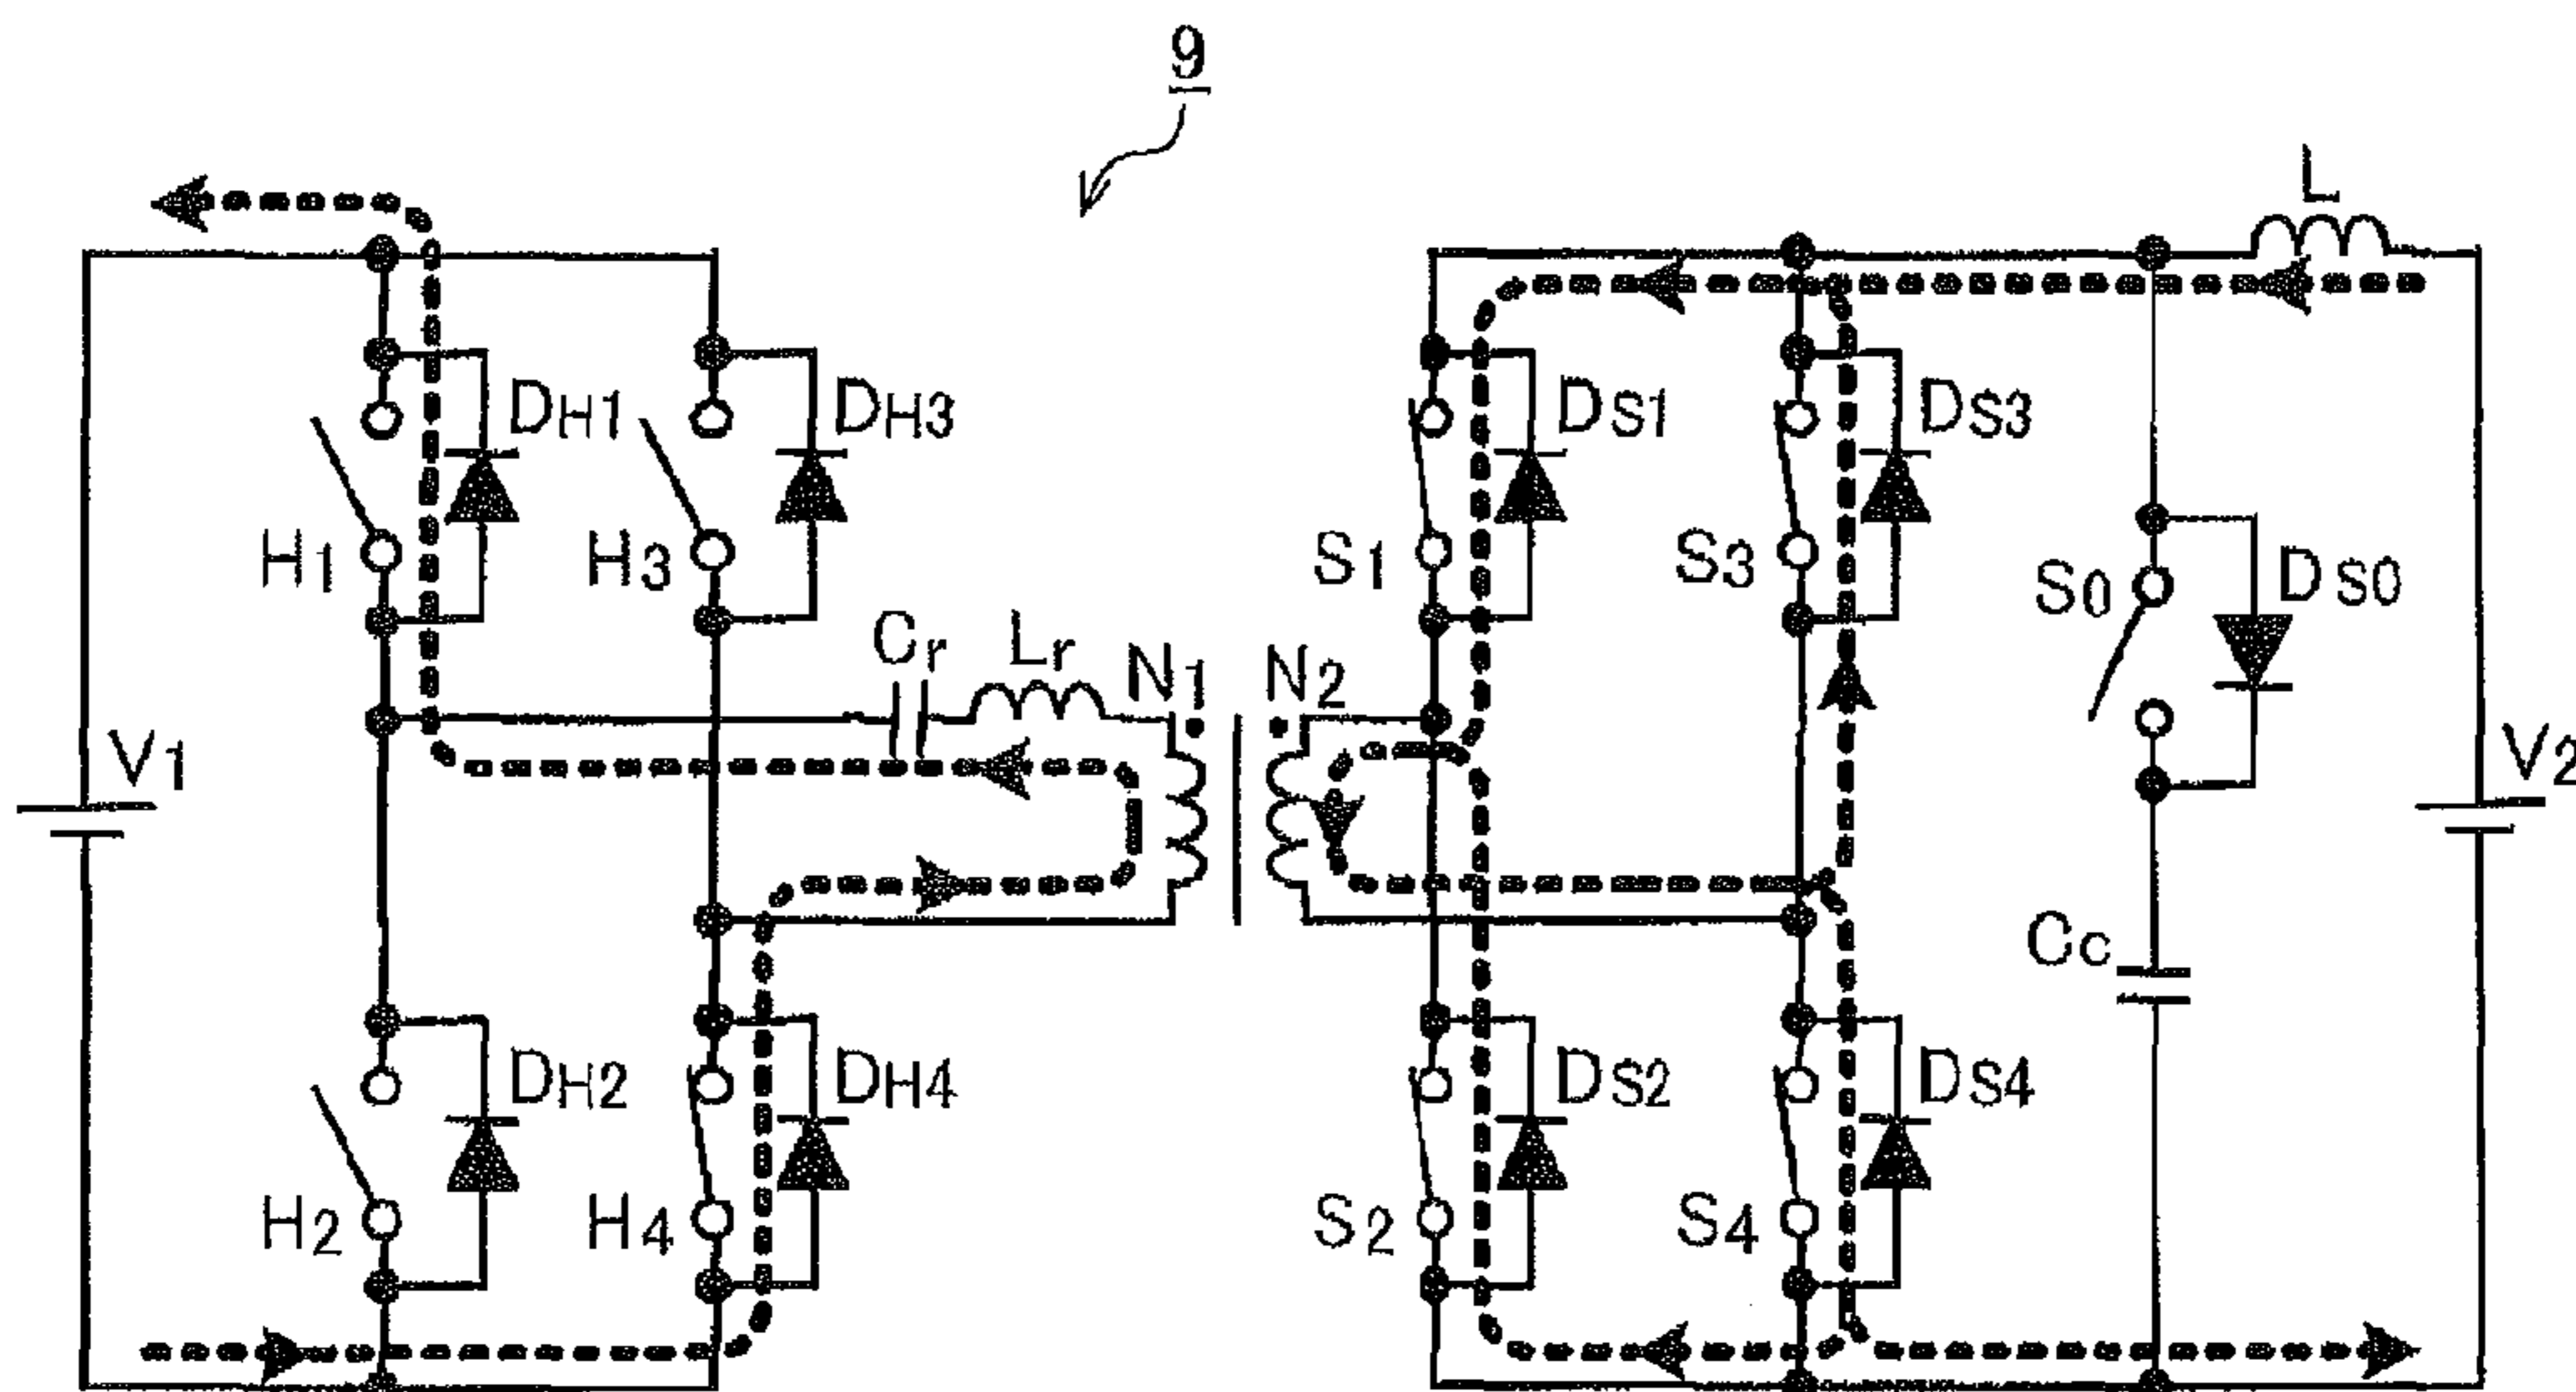 9
L
DH1
DH3
DS1
DS3
H1
H3
S1
S3
S0
DS0
Cr
Lr
N1
N2
V1
V2
Cc
DH2
DH4
DS2
DS4
H2
H4
S2
S4